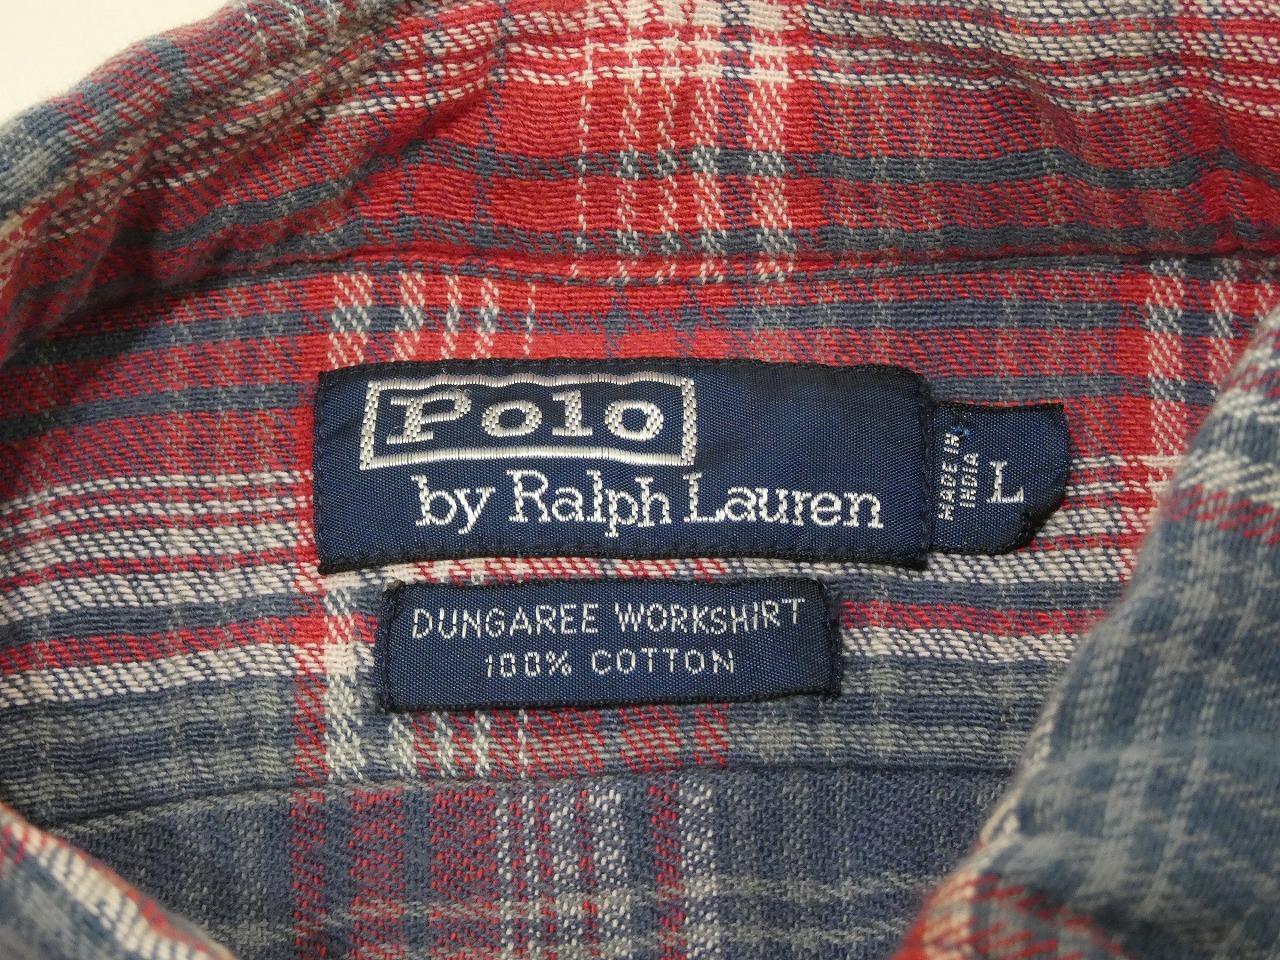 Polo
by Ralph Lauren
MADE IN
INDIA
L
DUNGAREE WORKSHIRT
100% COTTON